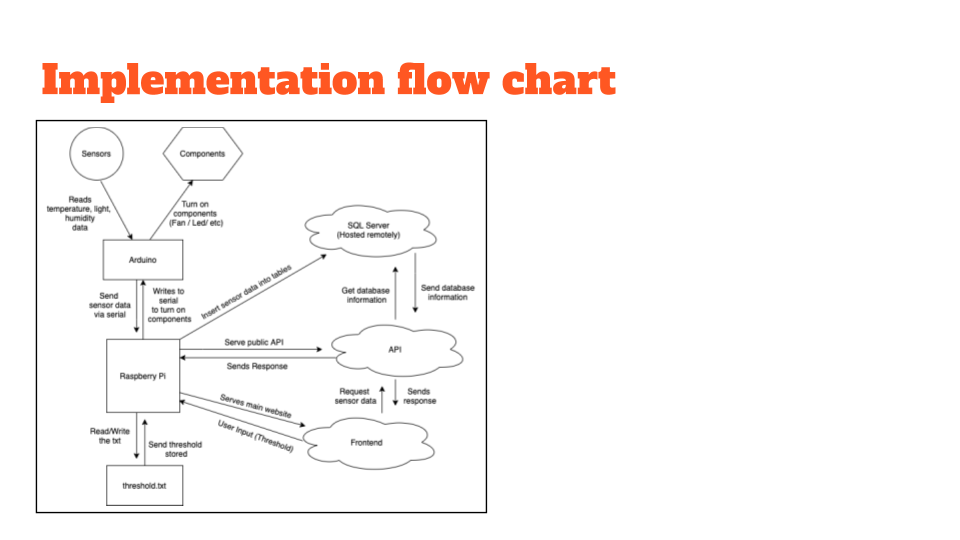 Implementation flow chart
Sensors
Components
Reads
temperature, light,
humidity
data
Turn on
components
(Fan / Led/ etc)
SQL Server
(Hosted remotely)
Arduino
Insert sensor data into tables
Get database
information
Send database
information
Send
sensor data
via serial
Writes to
serial
to turn on
components
Serve public API
API
Sends Response
Raspberry Pi
Request
sensor data
Sends
response
Serves main website
User Input (Threshold)
Frontend
Read/Write
the txt
Send threshold
stored
threshold.txt